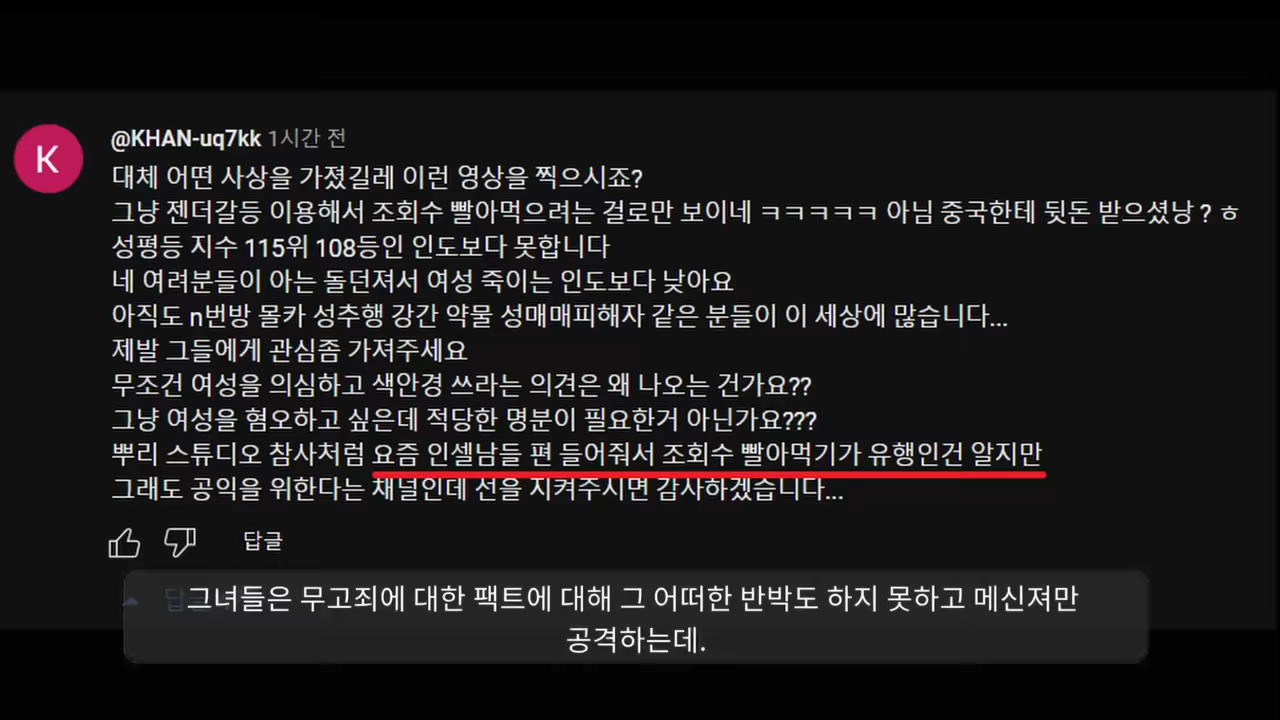 K
@KHAN-uq7kk 1시간 전
대체 어떤 사상을 가졌길레 이런 영상을 찍으시죠?
그냥 젠더갈등 이용해서 조회수 빨아먹으려는 걸로만 보이네 ㅋㅋㅋㅋㅋ 아님 중국한테 뒷돈 받으셨낭 ? ㅎ
성평등 지수 115위 108등인 인도보다 못합니다
네 여려분들이 아는 돌던져서 여성 죽이는 인도보다 낮아요
아직도 n번방 몰카 성추행 강간 약물 성매매피해자 같은 분들이 이 세상에 많습니다...
제발 그들에게 관심좀 가져주세요
무조건 여성을 의심하고 색안경 쓰라는 의견은 왜 나오는 건가요??
그냥 여성을 혐오하고 싶은데 적당한 명분이 필요한거 아닌가요???
뿌리 스튜디오 참사처럼 요즘 인셀남들 편 들어줘서 조회수 빨아먹기가 유행인건 알지만
그래도 공익을 위한다는 채널인데 선을 지켜주시면 감사하겠습니다...
답글
그녀들은 무고죄에 대한 팩트에 대해 그 어떠한 반박도 하지 못하고 메신져만
공격하는데.